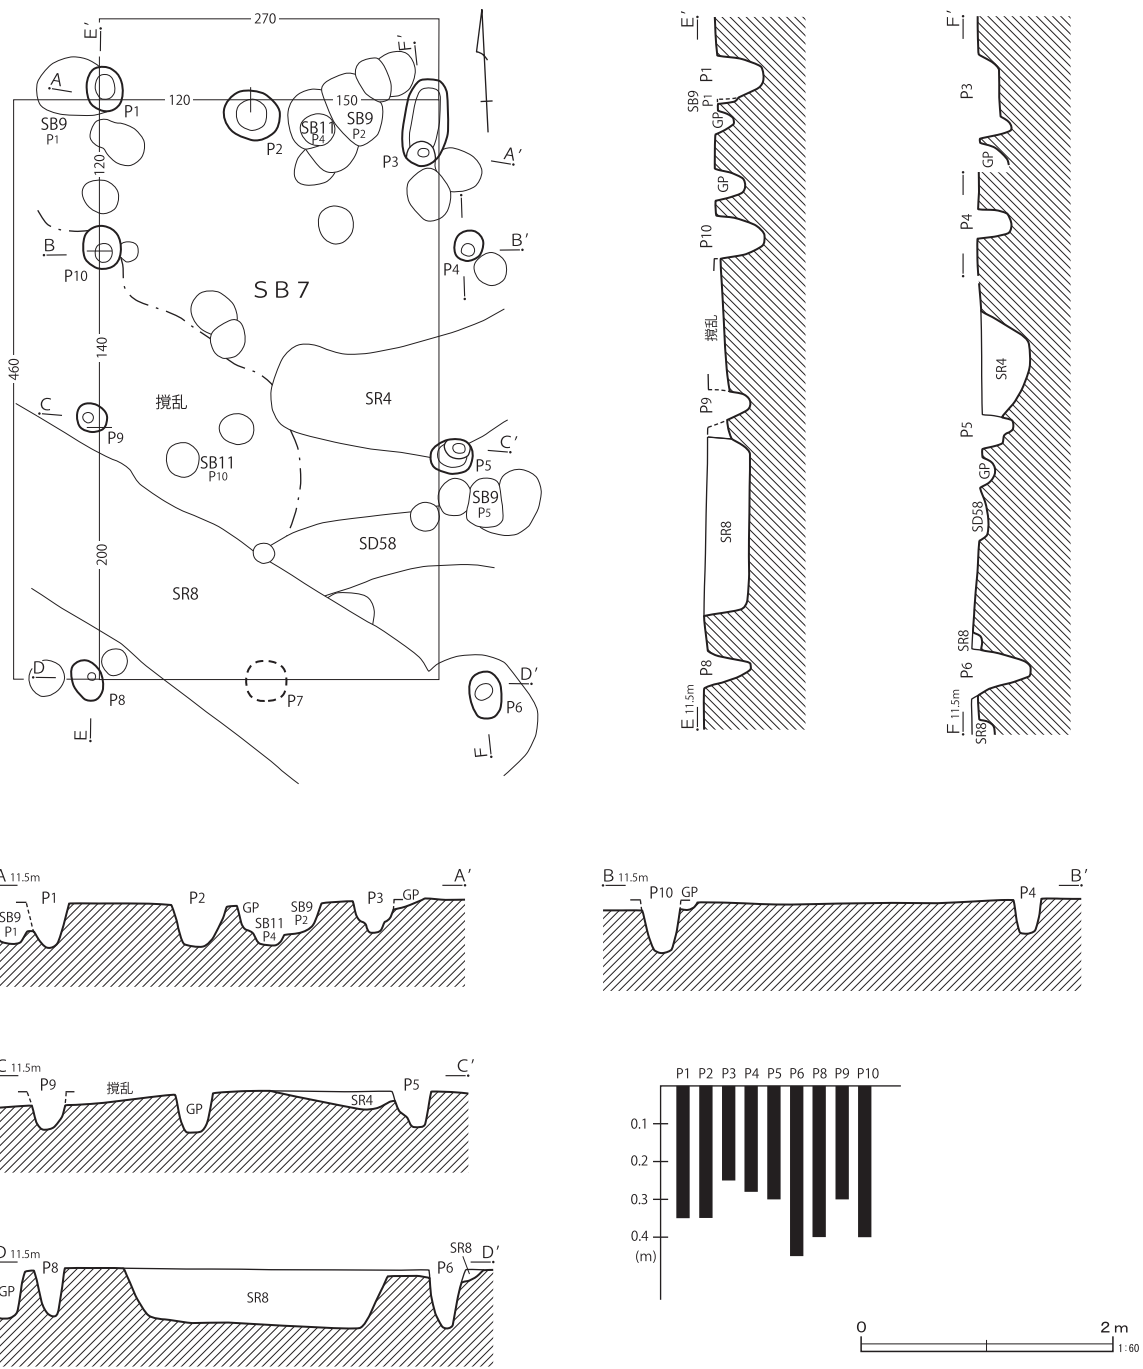 270
E′
F′
A
120
150
P1
SB9
P1
P2
SB11
P4
SB9
P2
P3
A′
120
B
P10
P4
B′
SB7
140
460
C
撹乱
SR4
P9
C′
P5
SB11
P10
SB9
P5
200
SD58
SR8
D
P8
P7
D′
P6
E
F
E′
P1
SB9
P1
GP
GP
P10
撹乱
P9
SR8
P8
E 11.5m
F′
P3
GP
P4
SR4
P5
GP
SD58
SR8
P6
F 11.5m
SR8
A 11.5m
A′
P1
P2
GP
SB9
P2
P3
GP
SB9
P1
SB11
P4
B 11.5m
B′
P10
GP
P4
C 11.5m
C′
P9
撹乱
P5
GP
SR4
D 11.5m
SR8
D′
P8
P6
GP
SR8
P1 P2 P3 P4 P5 P6 P8 P9 P10
0.1
0.2
0.3
0.4
(m)
0
2 m
1:60